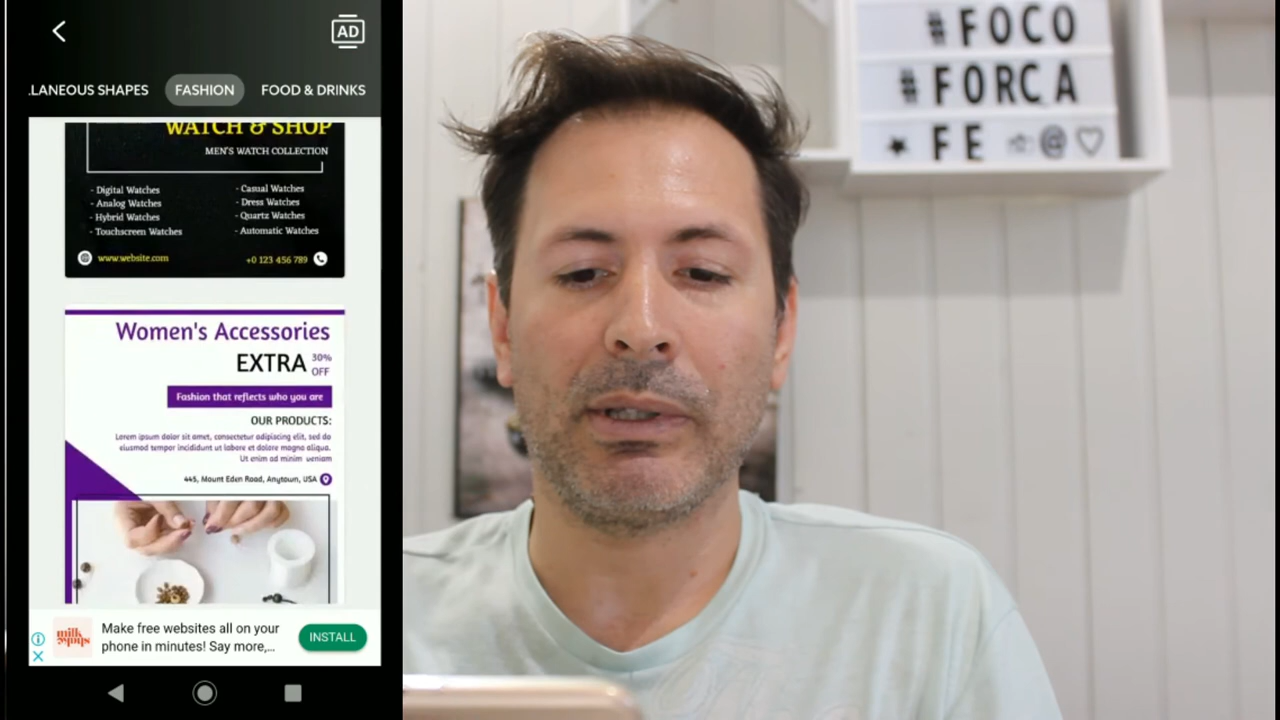 AD
LANEOUS SHAPES
FASHION
FOOD & DRINKS
WATCH & SHOP
MEN'S WATCH COLLECTION
- Digital Watches
- Analog Watches
- Hybrid Watches
- Touchscreen Watches
- Casual Watches
- Dress Watches
- Quartz Watches
- Automatic Watches
www.website.com
+0 123 456 789
Women's Accessories
EXTRA 30%
OFF
Fashion that reflects who you are
OUR PRODUCTS:
Lorem ipsum dolor sit amet, consectetur adipiscing elit, sed do
eiusmod tempor incididunt ut labore et dolore magna aliqua.
Ut enim ad minim veniam
445, Mount Eden Road, Anytown, USA
milk
shake
Make free websites all on your
phone in minutes! Say more,...
INSTALL
#FOCO
#FORCA
★ FE @ ♡